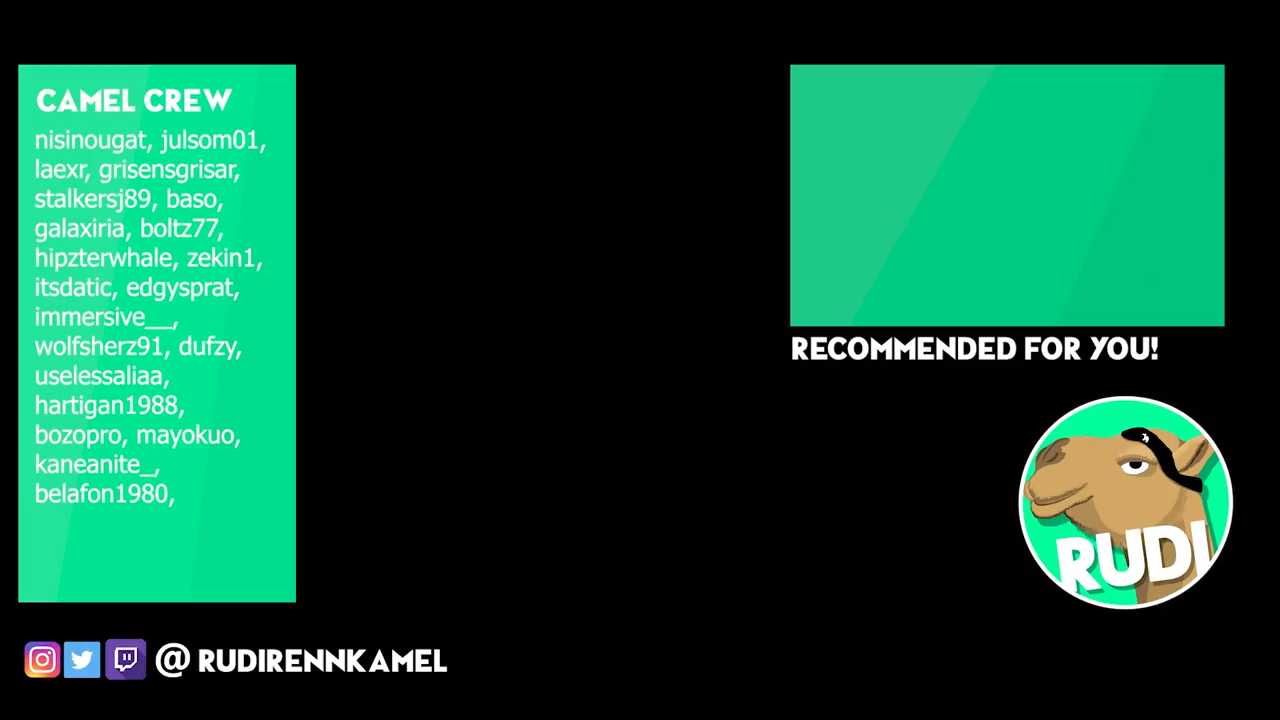 CAMEL CREW
nisinougat, julsom01,
laexr, grisensgrisar,
stalkersj89, baso,
galaxiria, boltz77,
hipzterwhale, zekin1,
itsdatic, edgysprat,
immersive__,
wolfsherz91, dufzy,
uselessaliaa,
hartigan1988,
bozopro, mayokuo,
kaneanite_,
belafon1980,
RECOMMENDED FOR YOU!
RUDI
@ RUDIRENNKAMEL